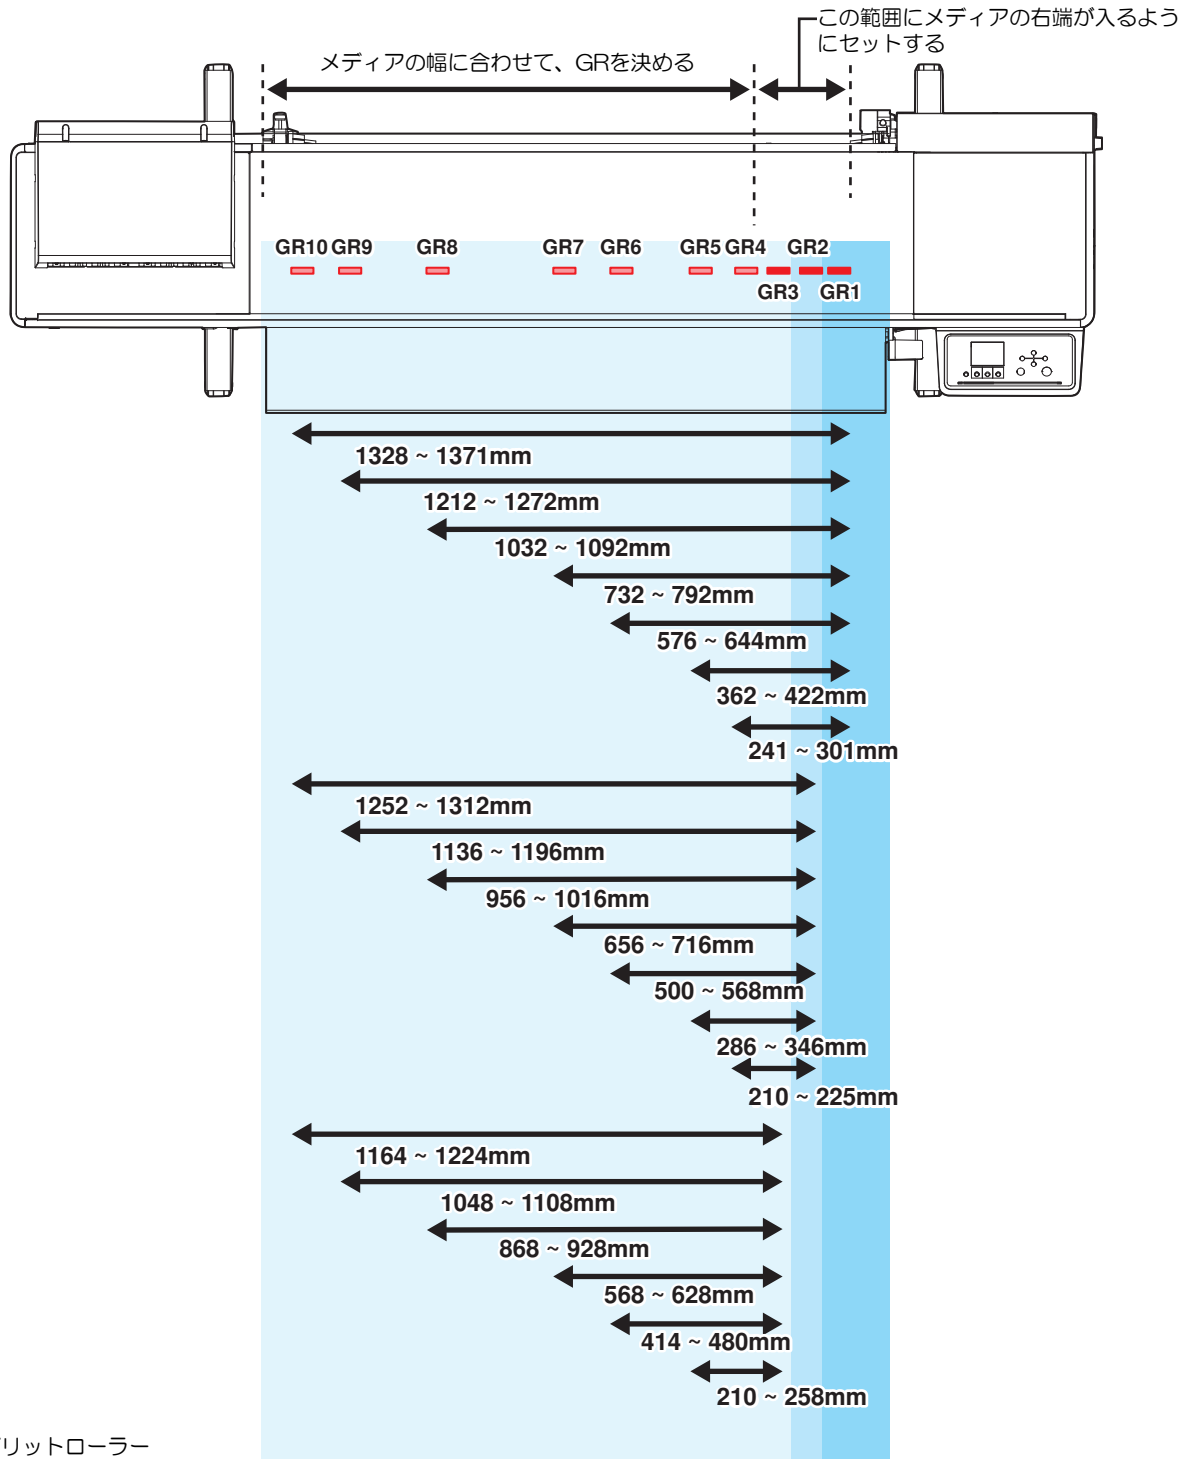 この範囲にメディアの右端が入るよう
にセットする
メディアの幅に合わせて、GRを決める
GR10 GR9 GR8 GR7 GR6 GR5 GR4 GR2
GR3 GR1
1328 ~ 1371mm
1212 ~ 1272mm
1032 ~ 1092mm
732 ~ 792mm
576 ~ 644mm
362 ~ 422mm
241 ~ 301mm
1252 ~ 1312mm
1136 ~ 1196mm
956 ~ 1016mm
656 ~ 716mm
500 ~ 568mm
286 ~ 346mm
210 ~ 225mm
1164 ~ 1224mm
1048 ~ 1108mm
868 ~ 928mm
568 ~ 628mm
414 ~ 480mm
210 ~ 258mm
リットローラー